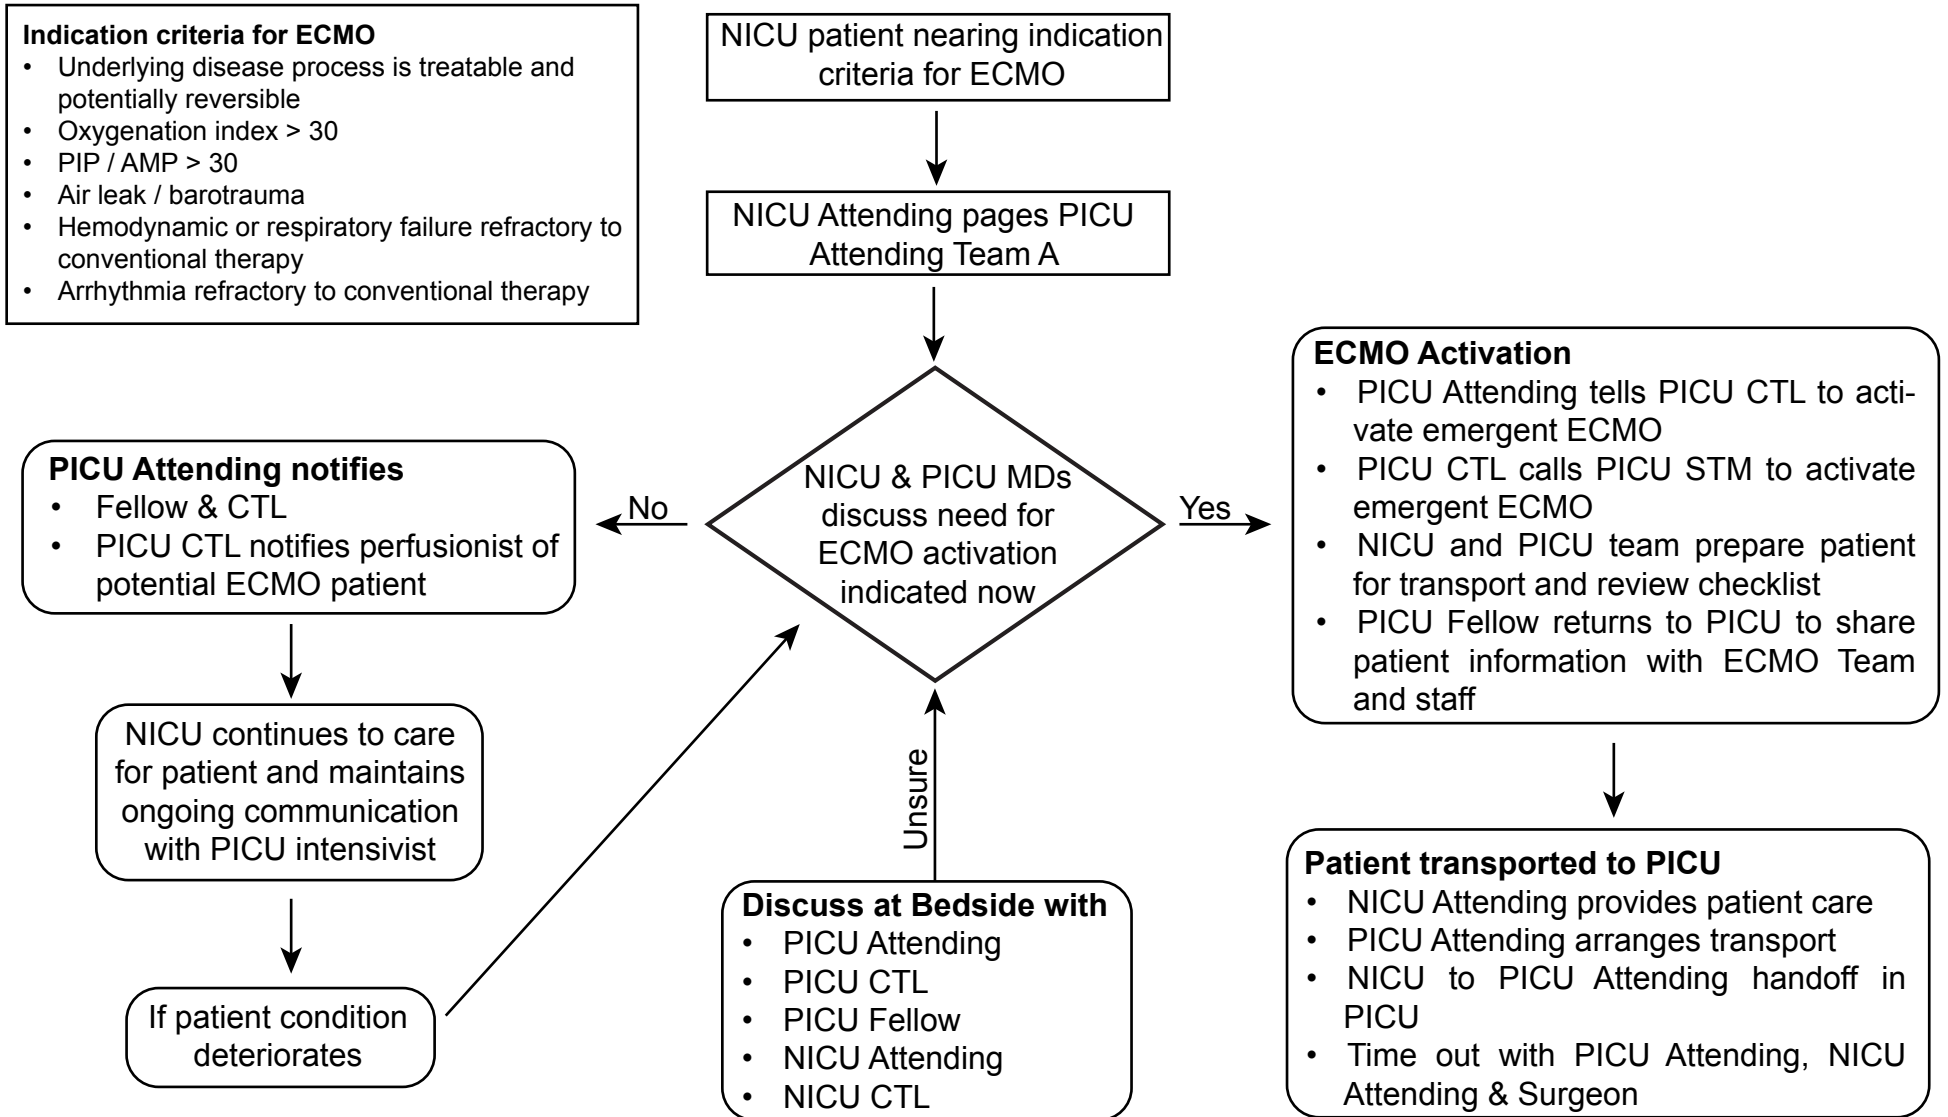 Indication criteria for ECMO
• Underlying disease process is treatable and
potentially reversible
• Oxygenation index > 30
• PIP / AMP > 30
• Air leak / barotrauma
• Hemodynamic or respiratory failure refractory to
conventional therapy
• Arrhythmia refractory to conventional therapy
NICU patient nearing indication
criteria for ECMO
NICU Attending pages PICU
Attending Team A
NICU & PICU MDs
discuss need for
ECMO activation
indicated now
No
Yes
Unsure
PICU Attending notifies
• Fellow & CTL
• PICU CTL notifies perfusionist of
potential ECMO patient
NICU continues to care
for patient and maintains
ongoing communication
with PICU intensivist
If patient condition
deteriorates
Discuss at Bedside with
• PICU Attending
• PICU CTL
• PICU Fellow
• NICU Attending
• NICU CTL
ECMO Activation
• PICU Attending tells PICU CTL to acti-
vate emergent ECMO
• PICU CTL calls PICU STM to activate
emergent ECMO
• NICU and PICU team prepare patient
for transport and review checklist
• PICU Fellow returns to PICU to share
patient information with ECMO Team
and staff
Patient transported to PICU
• NICU Attending provides patient care
• PICU Attending arranges transport
• NICU to PICU Attending handoff in
PICU
• Time out with PICU Attending, NICU
Attending & Surgeon